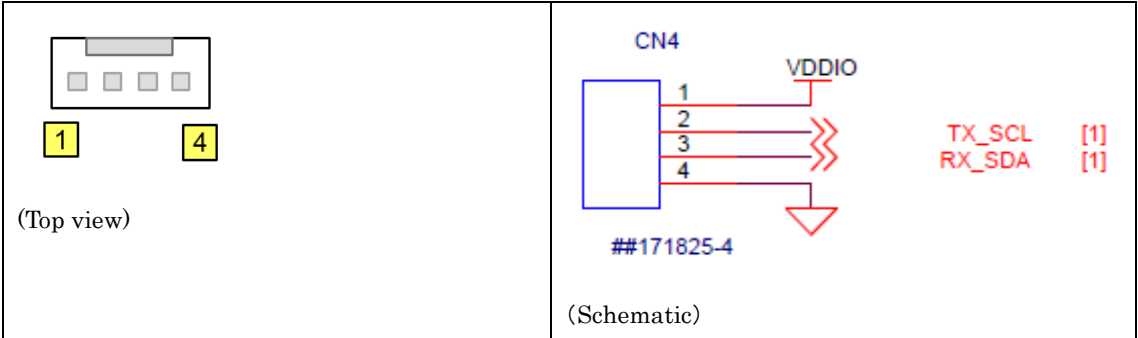 1
4
(Top view)
CN4
VDDIO
1
2
3
4
TX_SCL [1]
RX_SDA [1]
##171825-4
(Schematic)